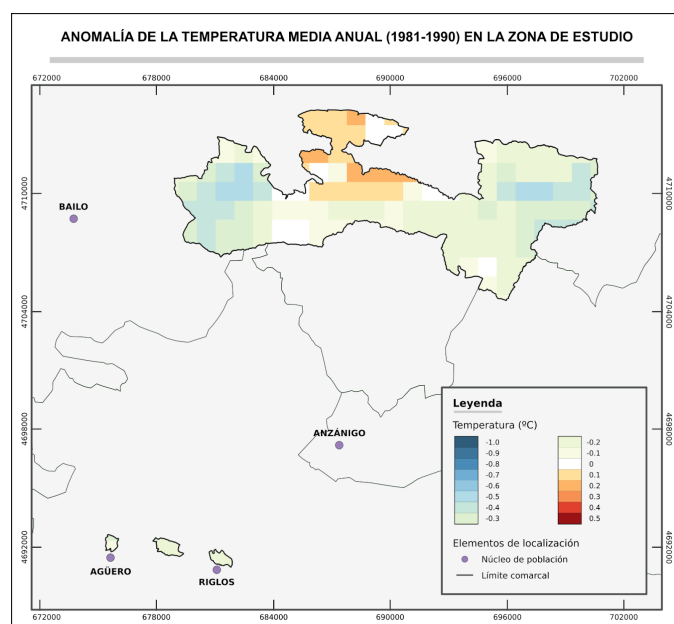 ANOMALÍA DE LA TEMPERATURA MEDIA ANUAL (1981-1990) EN LA ZONA DE ESTUDIO
672000 678000 684000 690000 696000 702000
4710000 4710000
BAILO
4704000 4704000
4698000 4698000
ANZÁNIGO
4692000 4692000
AGÜERO
RIGLOS
Leyenda
Temperatura (ºC)
-1.0 -0.2
-0.9 -0.1
-0.8 0
-0.7 0.1
-0.6 0.2
-0.5 0.3
-0.4 0.4
-0.3 0.5
Elementos de localización
Núcleo de población
Límite comarcal
672000 678000 684000 690000 696000 702000